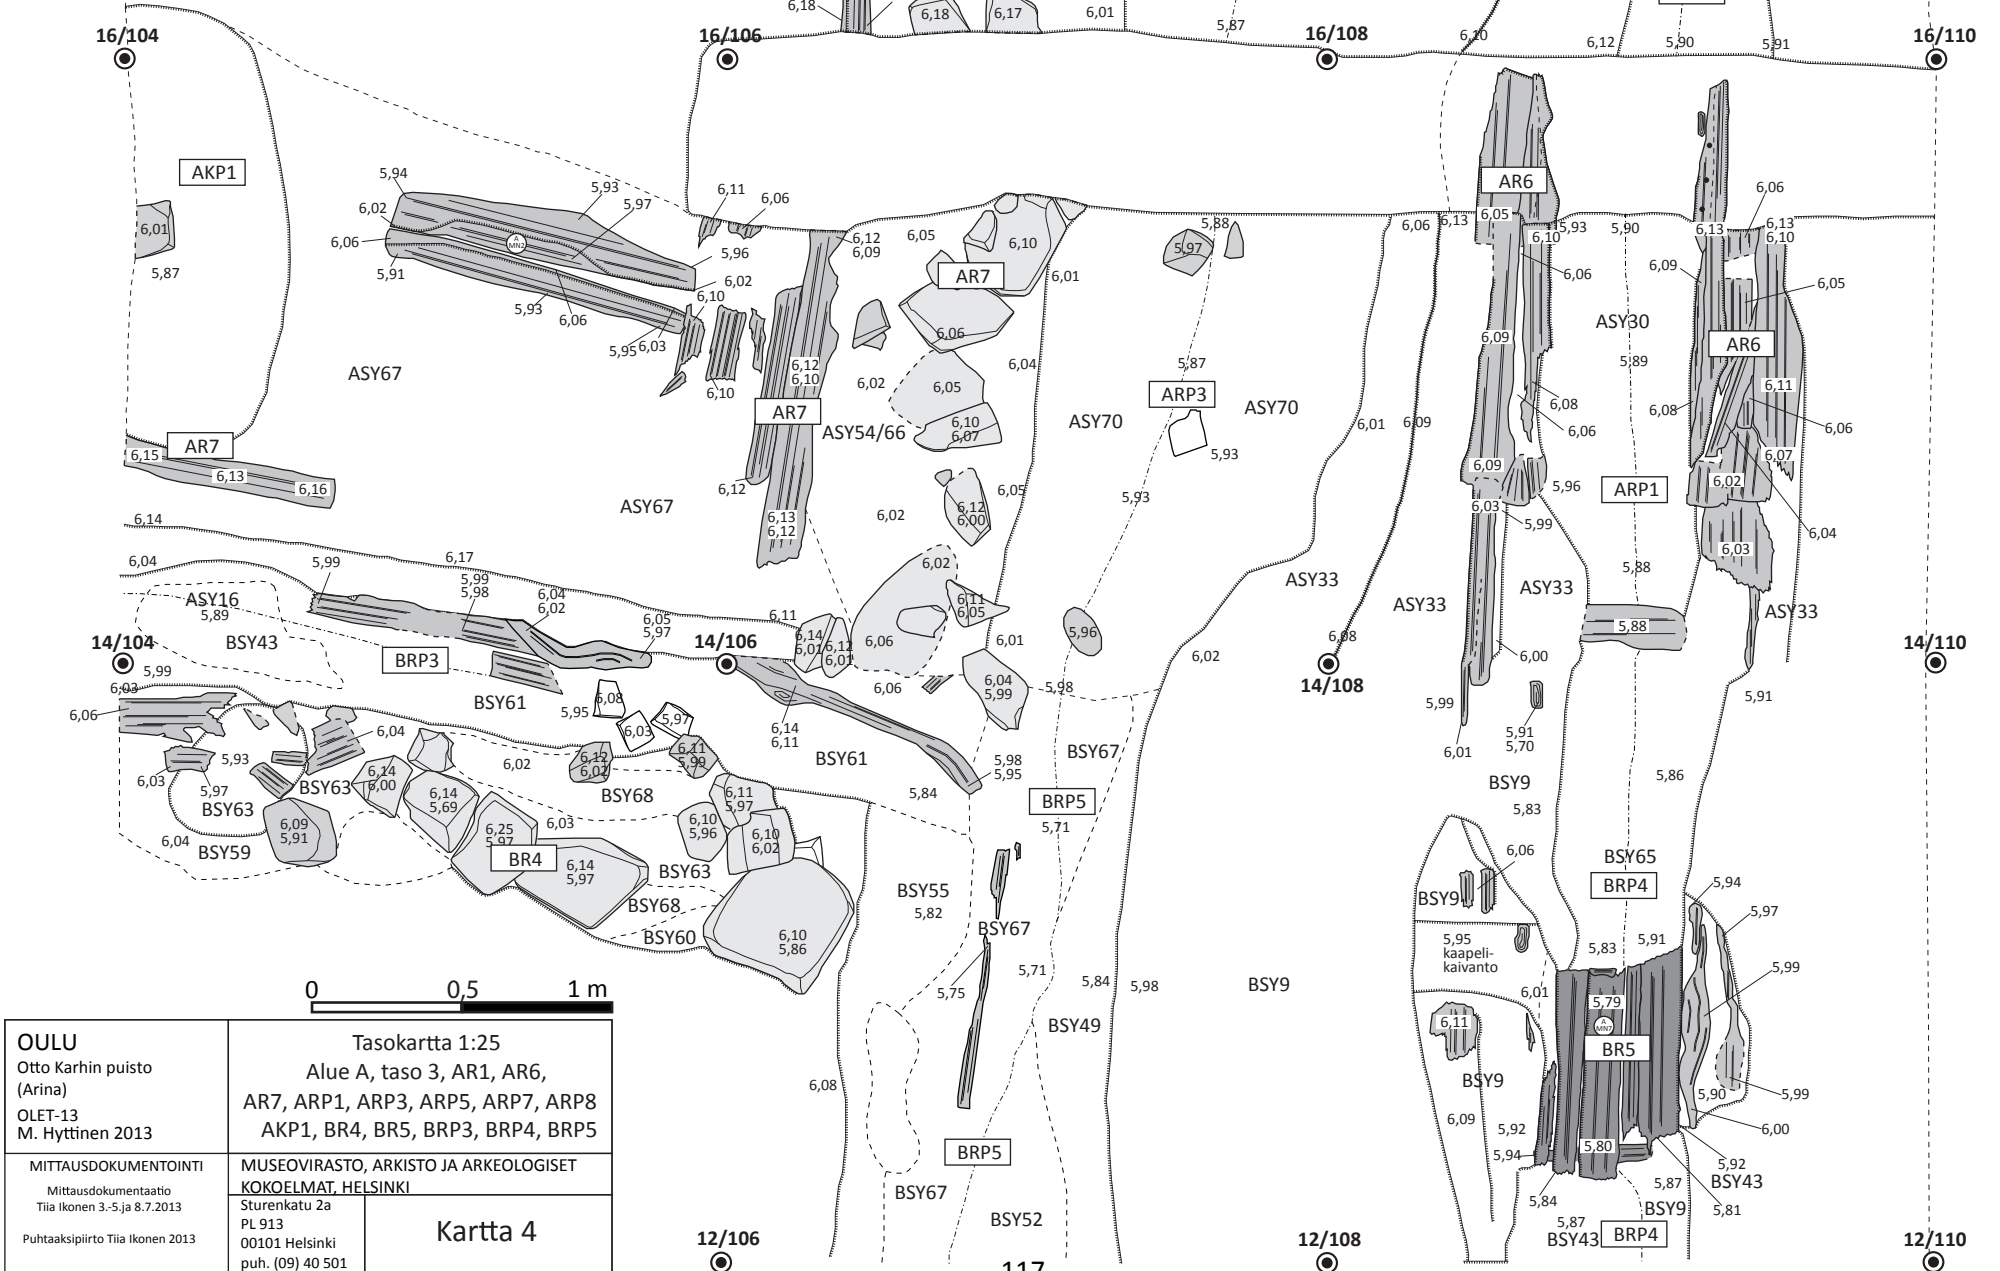 6,18
6,18
6,17
6,01
5,87
16/104
16/106
16/108
6,10
6,12
5,90
5,91
16/110
AKP1
6,01
5,87
5,94
6,02
6,06
5,91
5,93
5,97
A
MN2
5,96
6,02
6,10
5,93
6,06
5,95
6,03
6,11
6,06
6,10
6,12
6,09
6,05
6,10
AR7
6,01
6,06
5,88
5,97
6,06
6,13
AR6
6,05
6,10
5,93
5,90
6,06
6,13
6,13
6,10
6,06
6,09
6,05
ASY30
5,89
AR6
ASY67
AR7
6,12
6,10
AR7
6,02
6,05
6,04
6,10
6,07
ASY54/66
ASY70
5,87
ARP3
ASY70
5,93
6,01
6,09
6,09
6,08
6,06
6,08
6,11
6,06
6,07
6,15
6,13
6,16
6,12
ASY67
6,13
6,12
6,02
6,12
6,00
6,05
5,93
6,09
6,03
5,99
5,96
ARP1
6,02
6,04
6,03
6,14
6,04
6,17
5,99
5,99
5,98
6,04
6,02
6,05
5,97
6,11
6,02
6,11
6,05
ASY33
ASY33
ASY33
5,88
ASY33
5,88
ASY16
5,89
BSY43
14/104
5,99
BRP3
14/106
6,14
6,01
6,12
6,01
6,06
6,01
5,96
6,02
6,08
14/108
6,00
14/110
6,03
6,06
BSY61
5,95
6,08
6,03
5,97
6,14
6,11
6,06
6,04
5,99
5,98
5,99
6,01
5,91
5,70
5,91
6,03
5,97
5,93
6,04
BSY63
BSY63
6,14
6,00
6,02
6,12
6,02
6,11
5,99
BSY61
5,98
5,95
BSY67
BSY9
5,86
6,14
5,69
BSY68
5,84
BRP5
5,71
5,83
6,04
BSY59
6,09
5,91
6,25
5,97
6,03
6,11
5,97
6,10
5,96
6,10
6,02
BR4
6,14
5,97
BSY63
BSY68
BSY60
6,10
5,86
BSY55
5,82
BSY67
5,75
5,71
5,84
5,98
BSY49
BSY9
6,06
BSY65
BRP4
BSY9
5,94
5,97
5,95
kaapeli-
kaivanto
5,83
5,91
5,99
6,01
5,79
A
MN7
BR5
6,11
BSY9
6,09
5,92
5,94
5,80
5,90
5,99
6,00
5,92
BSY43
5,84
5,87
BSY9
5,81
5,87
BSY43
BRP4
6,08
BRP5
BSY67
BSY52
12/106
12/108
12/110
117
0
0,5
1 m
OULU
Otto Karhin puisto
(Arina)
OLET-13
M. Hyttinen 2013
Tasokartta 1:25
Alue A, taso 3, AR1, AR6,
AR7, ARP1, ARP3, ARP5, ARP7, ARP8
AKP1, BR4, BR5, BRP3, BRP4, BRP5
MITTAUSDOKUMENTOINTI
Mittausdokumentaatio
Tiia Ikonen 3.-5.ja 8.7.2013
Puhtaaksipiirto Tiia Ikonen 2013
MUSEOVIRASTO, ARKISTO JA ARKEOLOGISET
KOKOELMAT, HELSINKI
Sturenkatu 2a
PL 913
00101 Helsinki
puh. (09) 40 501
Kartta 4